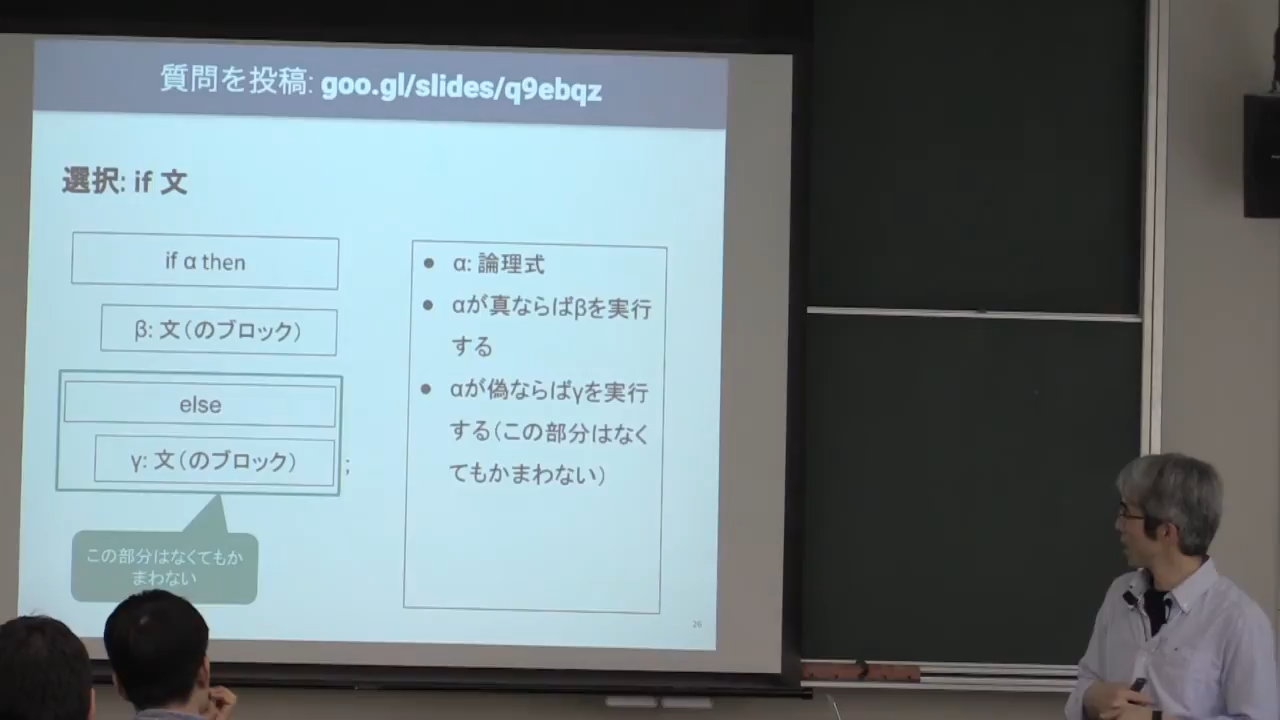 質問を投稿: goo.gl/slides/q9ebqz
選択: if 文
if α then
β: 文(のブロック)
else
γ: 文(のブロック)
;
この部分はなくてもか
まわない
● α: 論理式
● αが真ならばβを実行
する
● αが偽ならばγを実行
する(この部分はなく
てもかまわない)
26